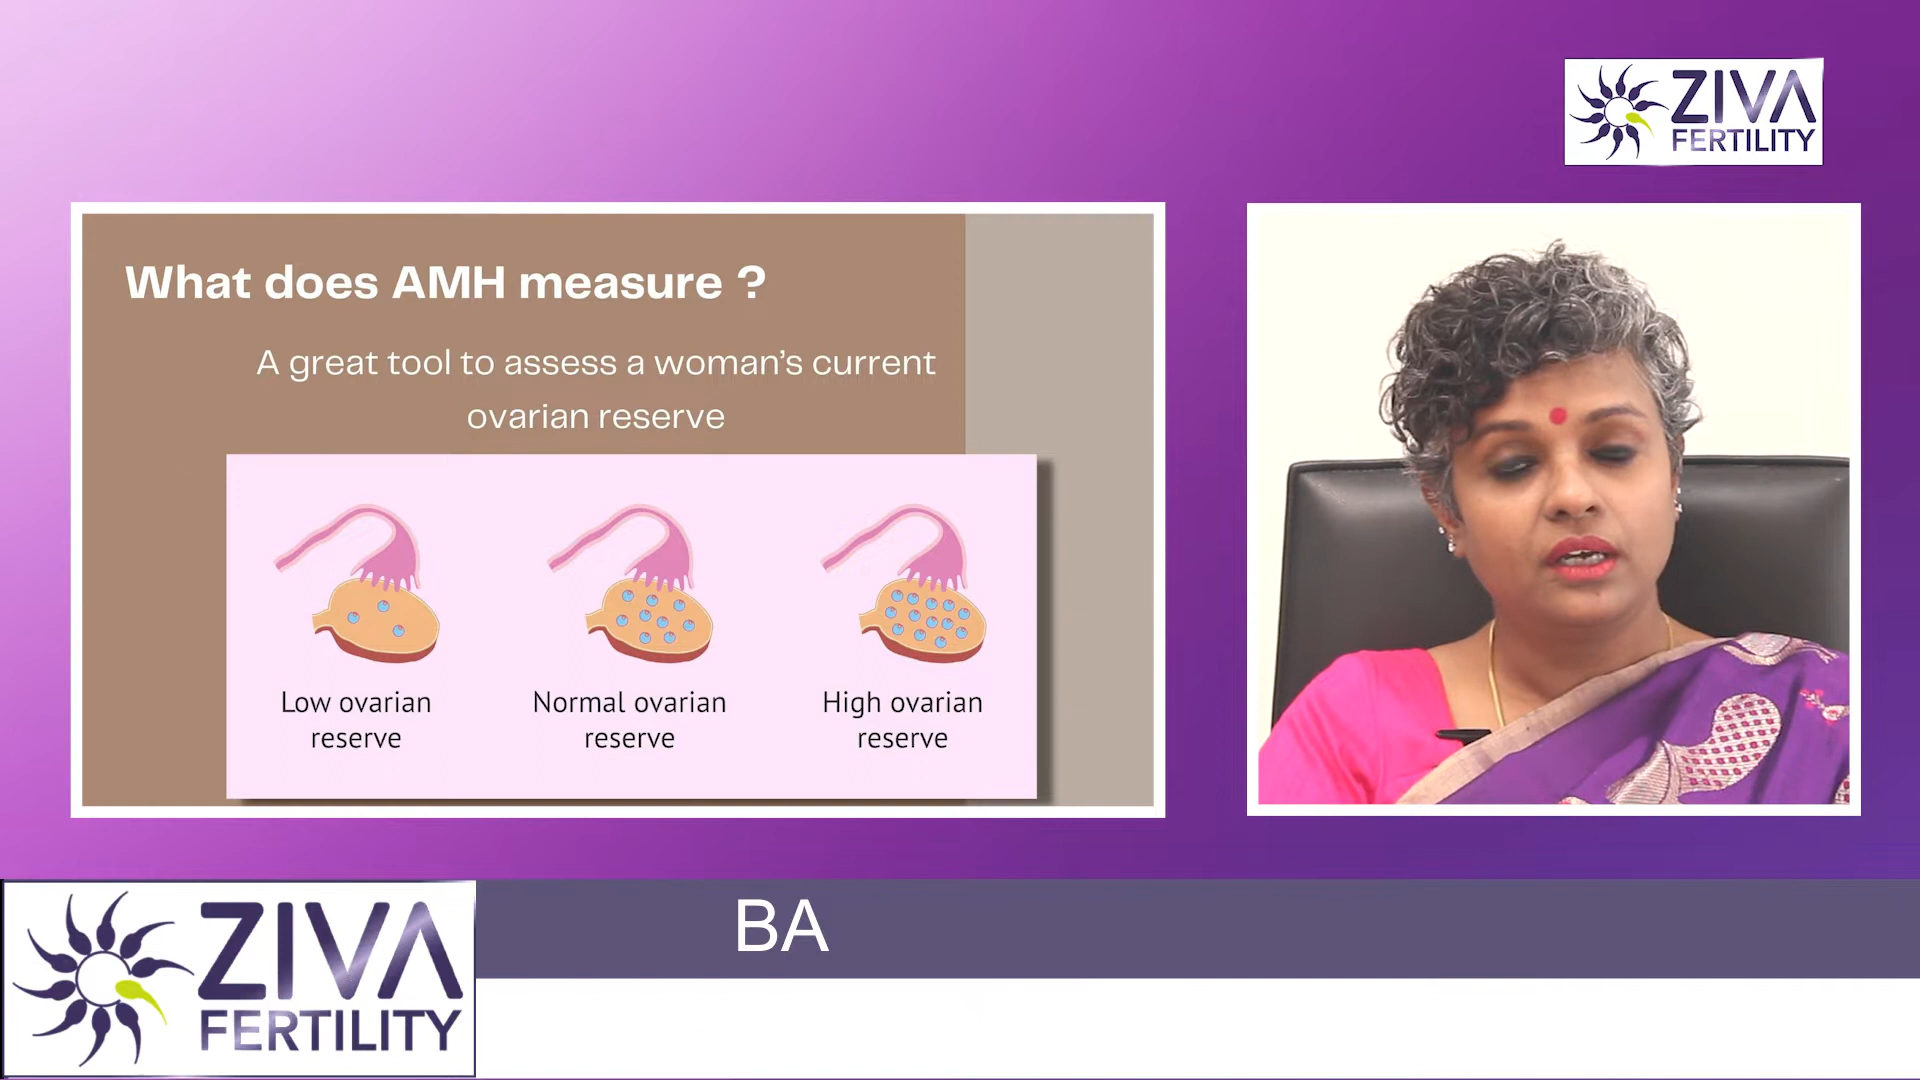 ZIVA
FERTILITY
What does AMH measure ?
A great tool to assess a woman's current
ovarian reserve
Low ovarian
reserve
Normal ovarian
reserve
High ovarian
reserve
BA
ZIVA
FERTILITY